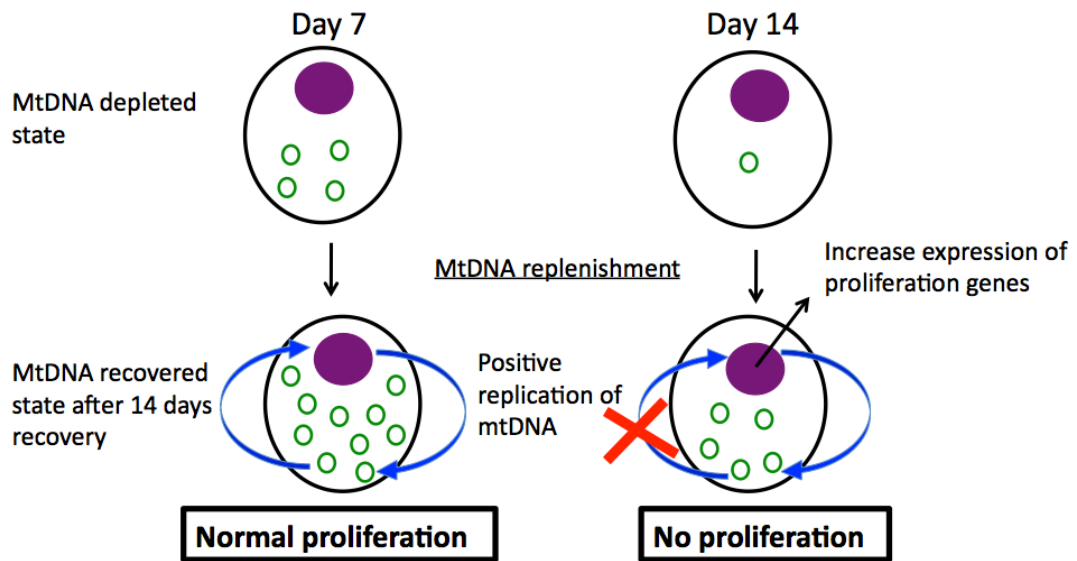 Day 7
Day 14
MtDNA depleted
state
MtDNA replenishment
Increase expression of
proliferation genes
MtDNA recovered
state after 14 days
recovery
Positive
replication of
mtDNA
Normal proliferation
No proliferation